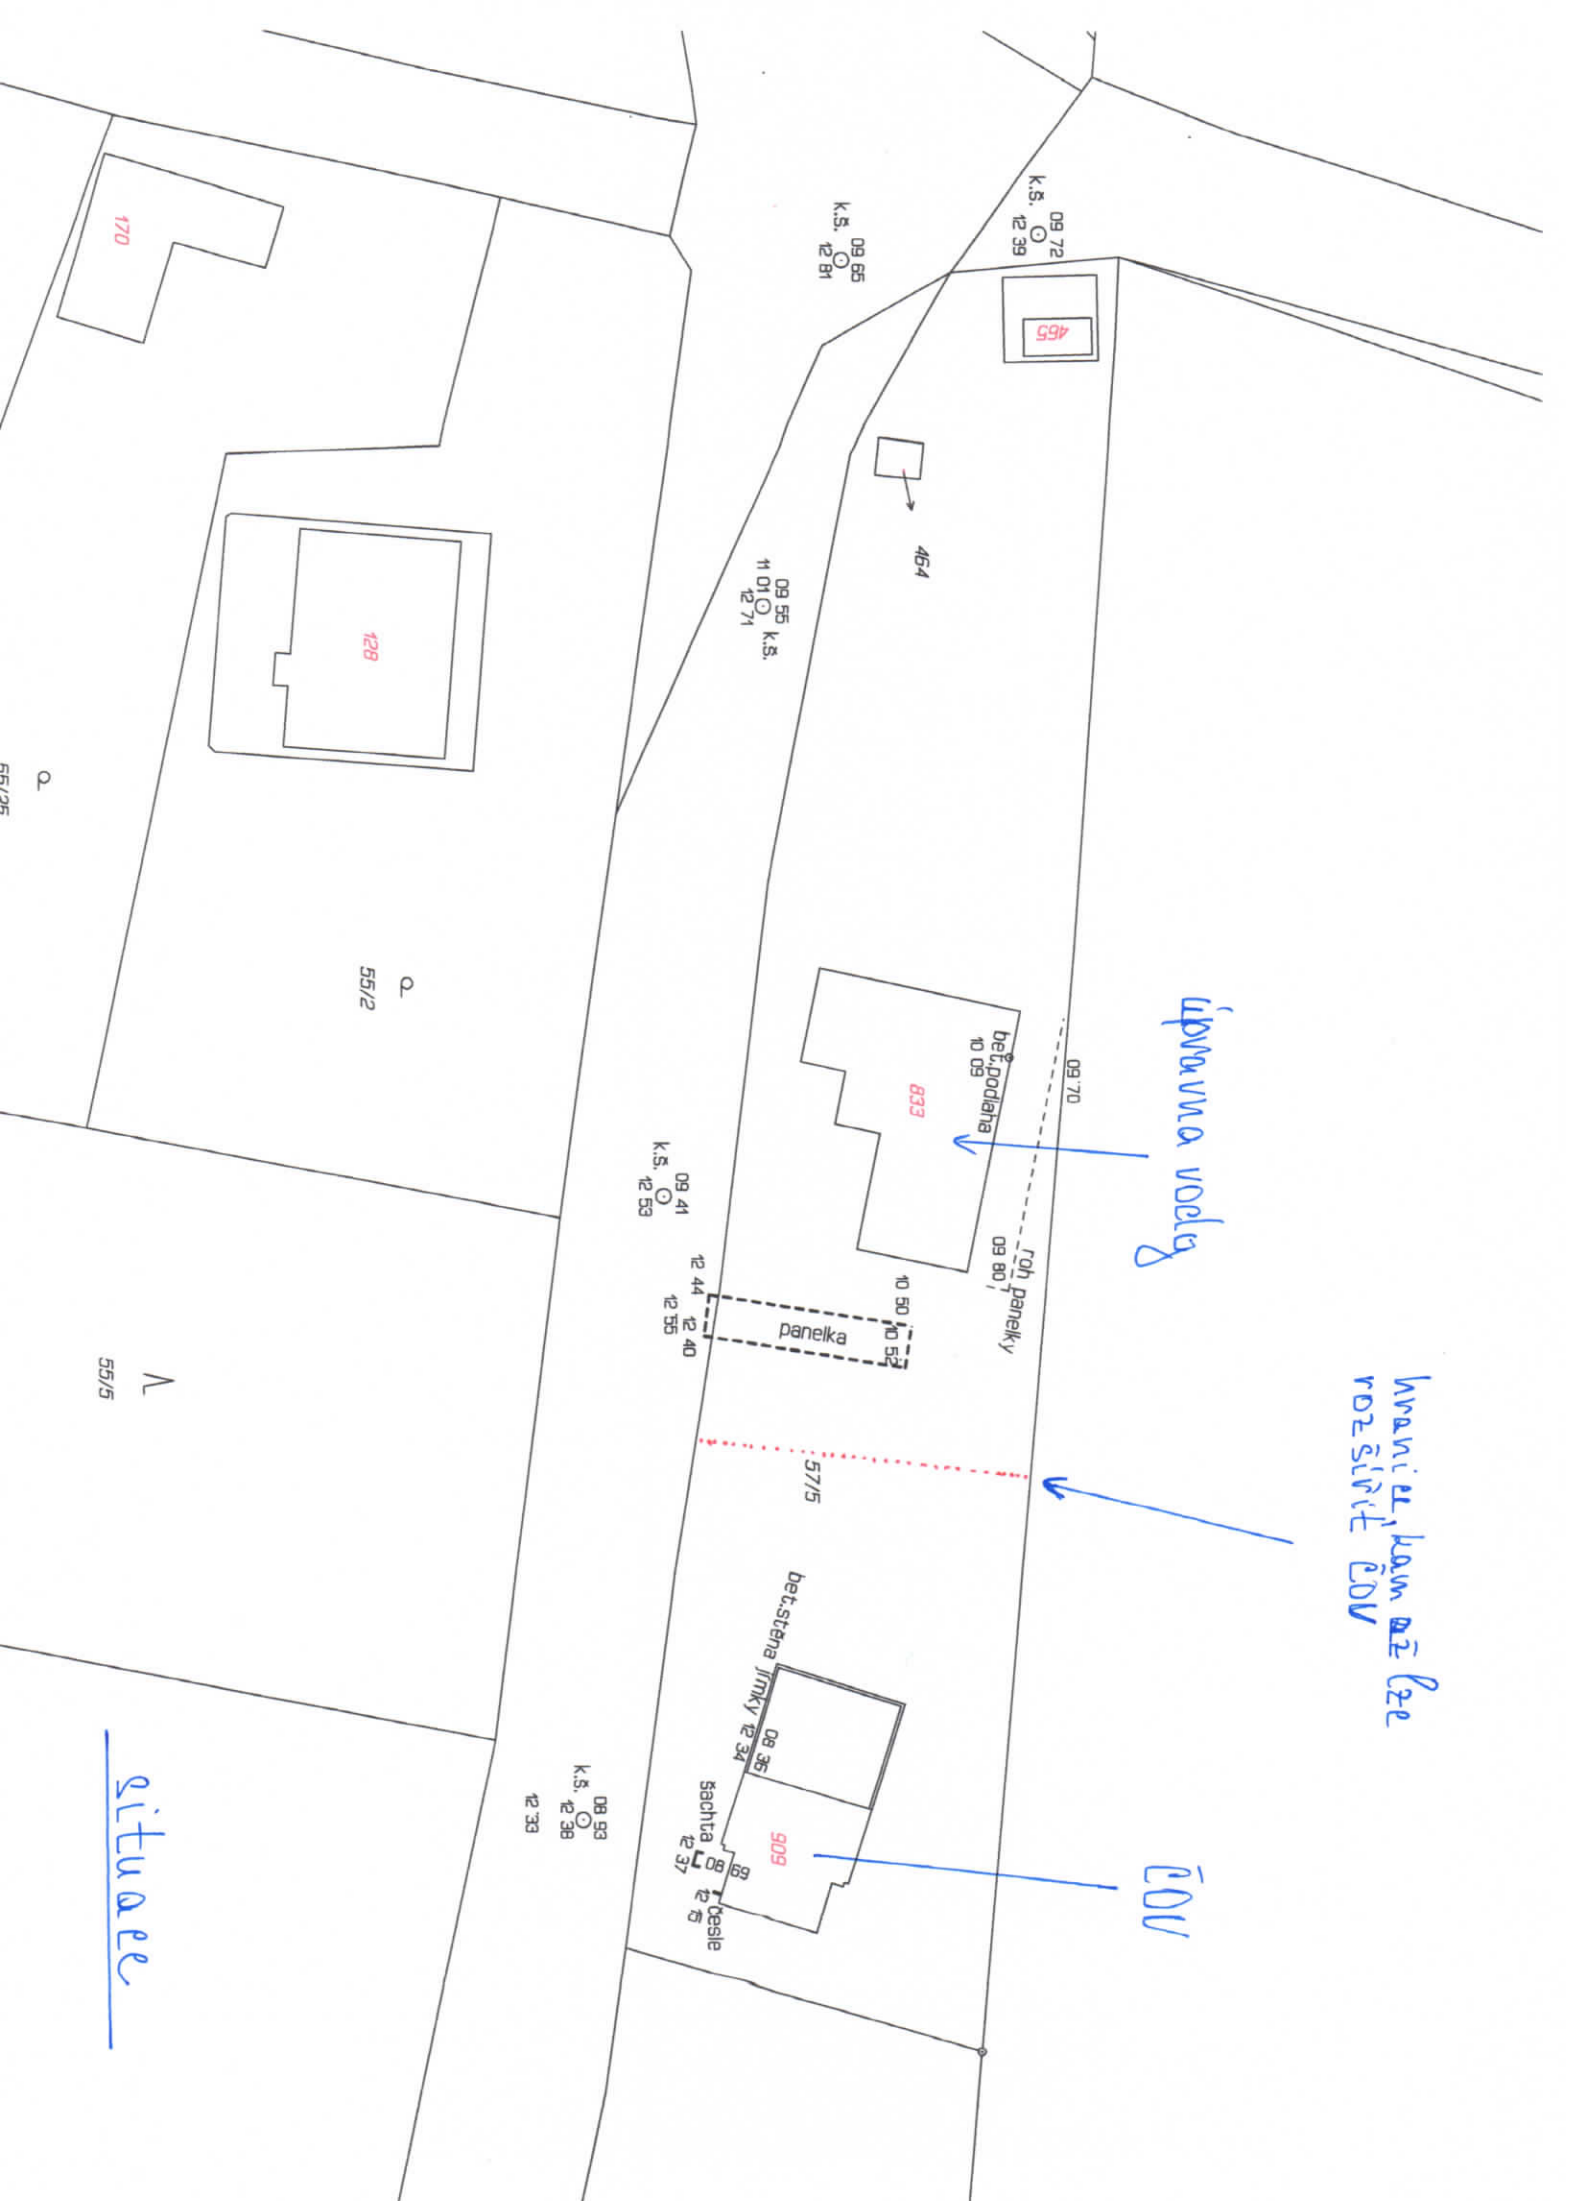 úpravna vody
hranice, kam až lze
rozšířit ČOV
ČOV
situace
170
128
465
464
833
909
k.š.
09 72
12 39
k.š.
09 65
12 81
09 55
11 01
12 71
k.š.
bet.podlaha
10 09
09 70
roh panelky
09 80
k.š.
09 41
12 53
12 44
12 55
12 40
10 50
10 52
panelka
57/5
bet.stěna jímky
12 34
08 36
šachta
12 37
08 69
česle
12 15
k.š.
08 93
12 38
12 33
55/2
55/25
55/5